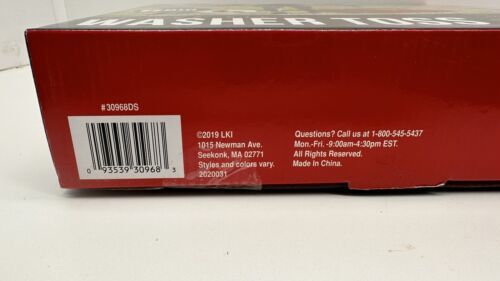 WASHER TOSS
#30968DS
©2019 LKI
1015 Newman Ave.
Seekonk, MA 02771
Styles and colors vary.
2020031
Questions? Call us at 1-800-545-5437
Mon.-Fri. -9:00am-4:30pm EST.
All Rights Reserved.
Made In China.
0 93539 30968 3